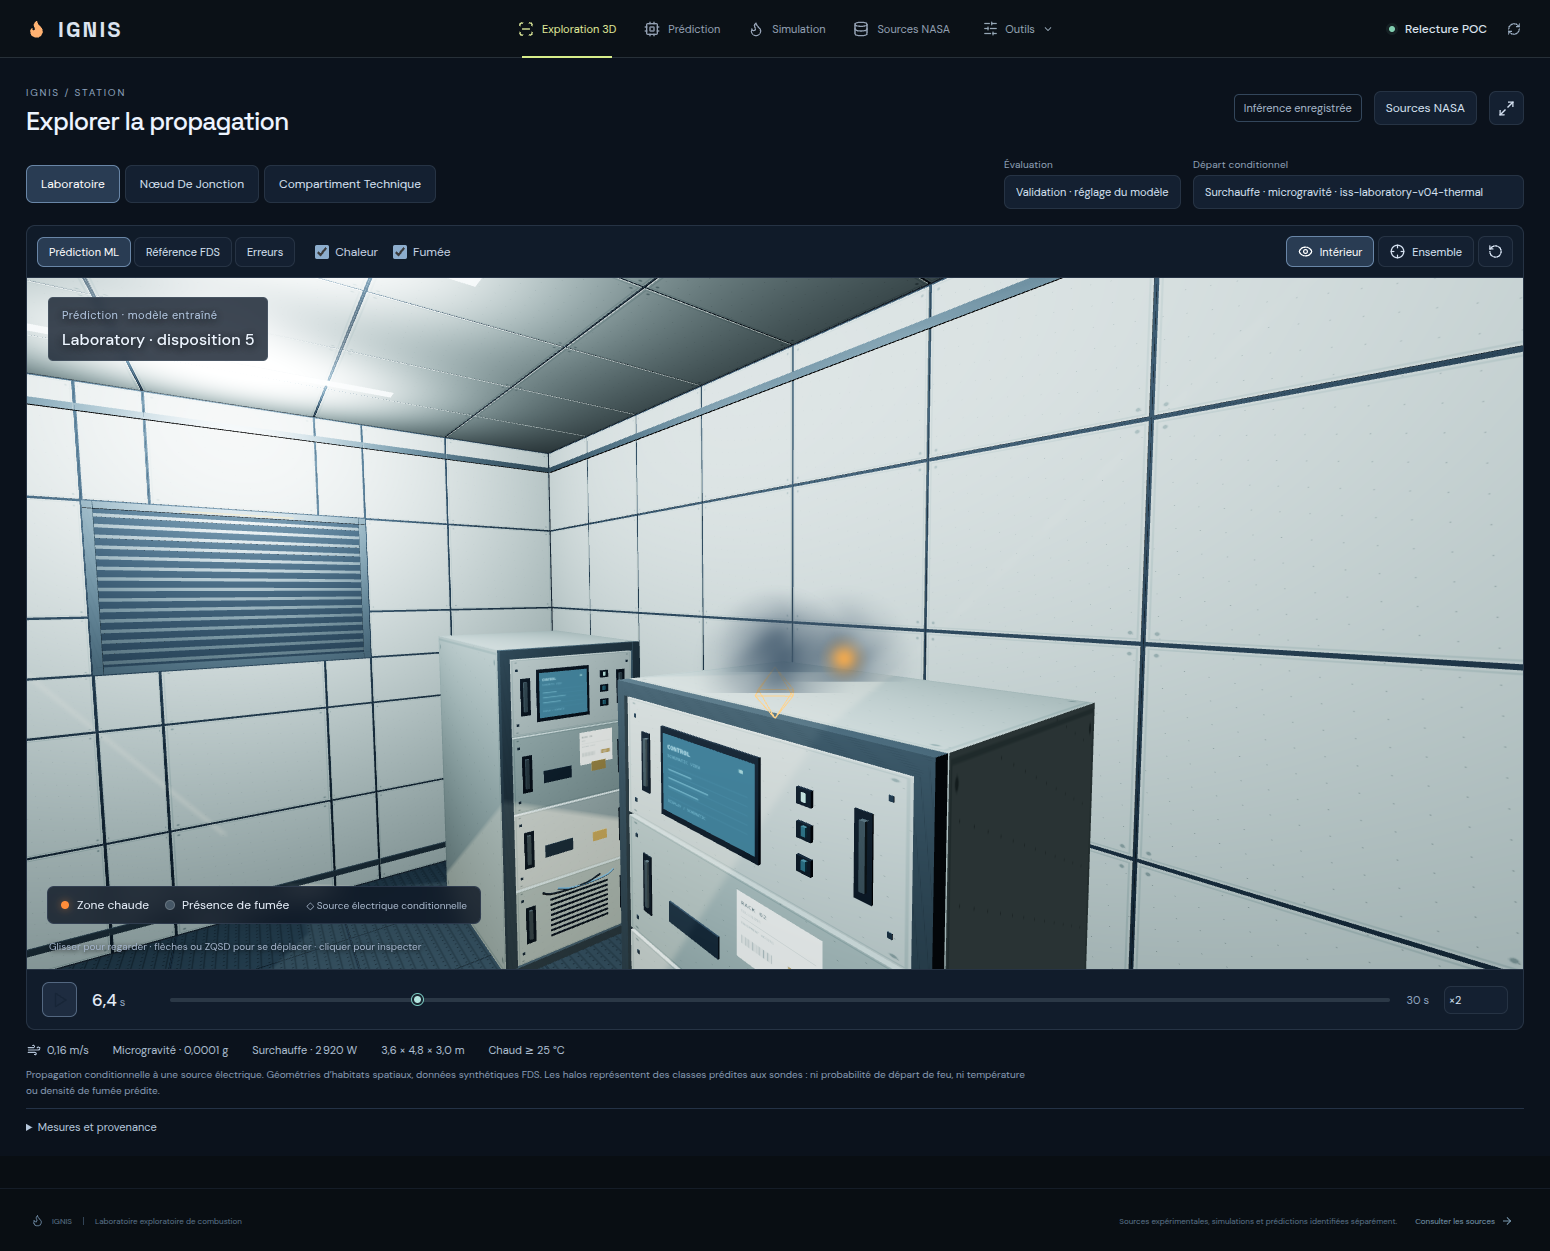 IGNIS
Exploration 3D
Prédiction
Simulation
Sources NASA
Outils
Relecture POC
IGNIS / STATION
Explorer la propagation
Inférence enregistrée
Sources NASA
Laboratoire
Nœud De Jonction
Compartiment Technique
Évaluation
Validation · réglage du modèle
Départ conditionnel
Surchauffe · microgravité · iss-laboratory-v04-thermal
Prédiction ML
Référence FDS
Erreurs
Chaleur
Fumée
Intérieur
Ensemble
Prédiction · modèle entraîné
Laboratory · disposition 5
CONTROL
RACK 02
Zone chaude
Présence de fumée
◇ Source électrique conditionnelle
Glisser pour regarder · flèches ou ZQSD pour se déplacer · cliquer pour inspecter
6,4 s
30 s
×2
0,16 m/s
Microgravité · 0,0001 g
Surchauffe · 2 920 W
3,6 × 4,8 × 3,0 m
Chaud ≥ 25 °C
Propagation conditionnelle à une source électrique. Géométries d'habitats spatiaux, données synthétiques FDS. Les halos représentent des classes prédites aux sondes : ni probabilité de départ de feu, ni température
ou densité de fumée prédite.
Mesures et provenance
IGNIS | Laboratoire exploratoire de combustion
Sources expérimentales, simulations et prédictions identifiées séparément.
Consulter les sources